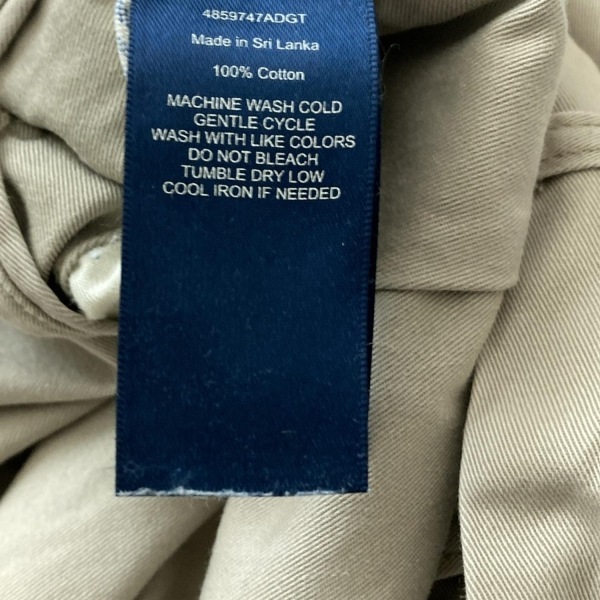 4859747ADGT
Made in Sri Lanka
100% Cotton
MACHINE WASH COLD
GENTLE CYCLE
WASH WITH LIKE COLORS
DO NOT BLEACH
TUMBLE DRY LOW
COOL IRON IF NEEDED